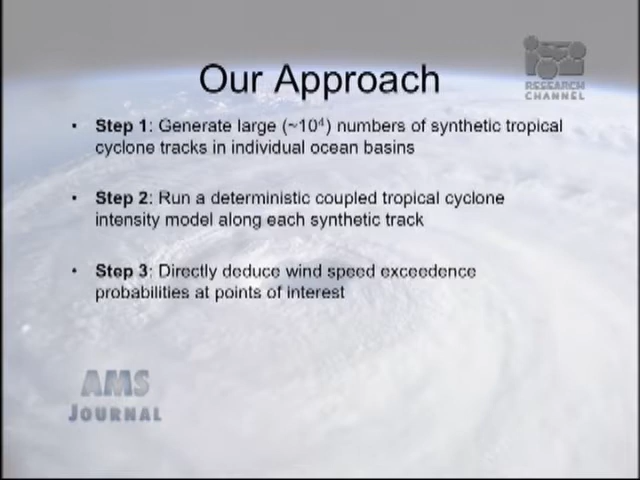 RESEARCH
CHANNEL
Our Approach
• Step 1: Generate large (~10⁴) numbers of synthetic tropical
cyclone tracks in individual ocean basins
• Step 2: Run a deterministic coupled tropical cyclone
intensity model along each synthetic track
• Step 3: Directly deduce wind speed exceedence
probabilities at points of interest
AMS
JOURNAL